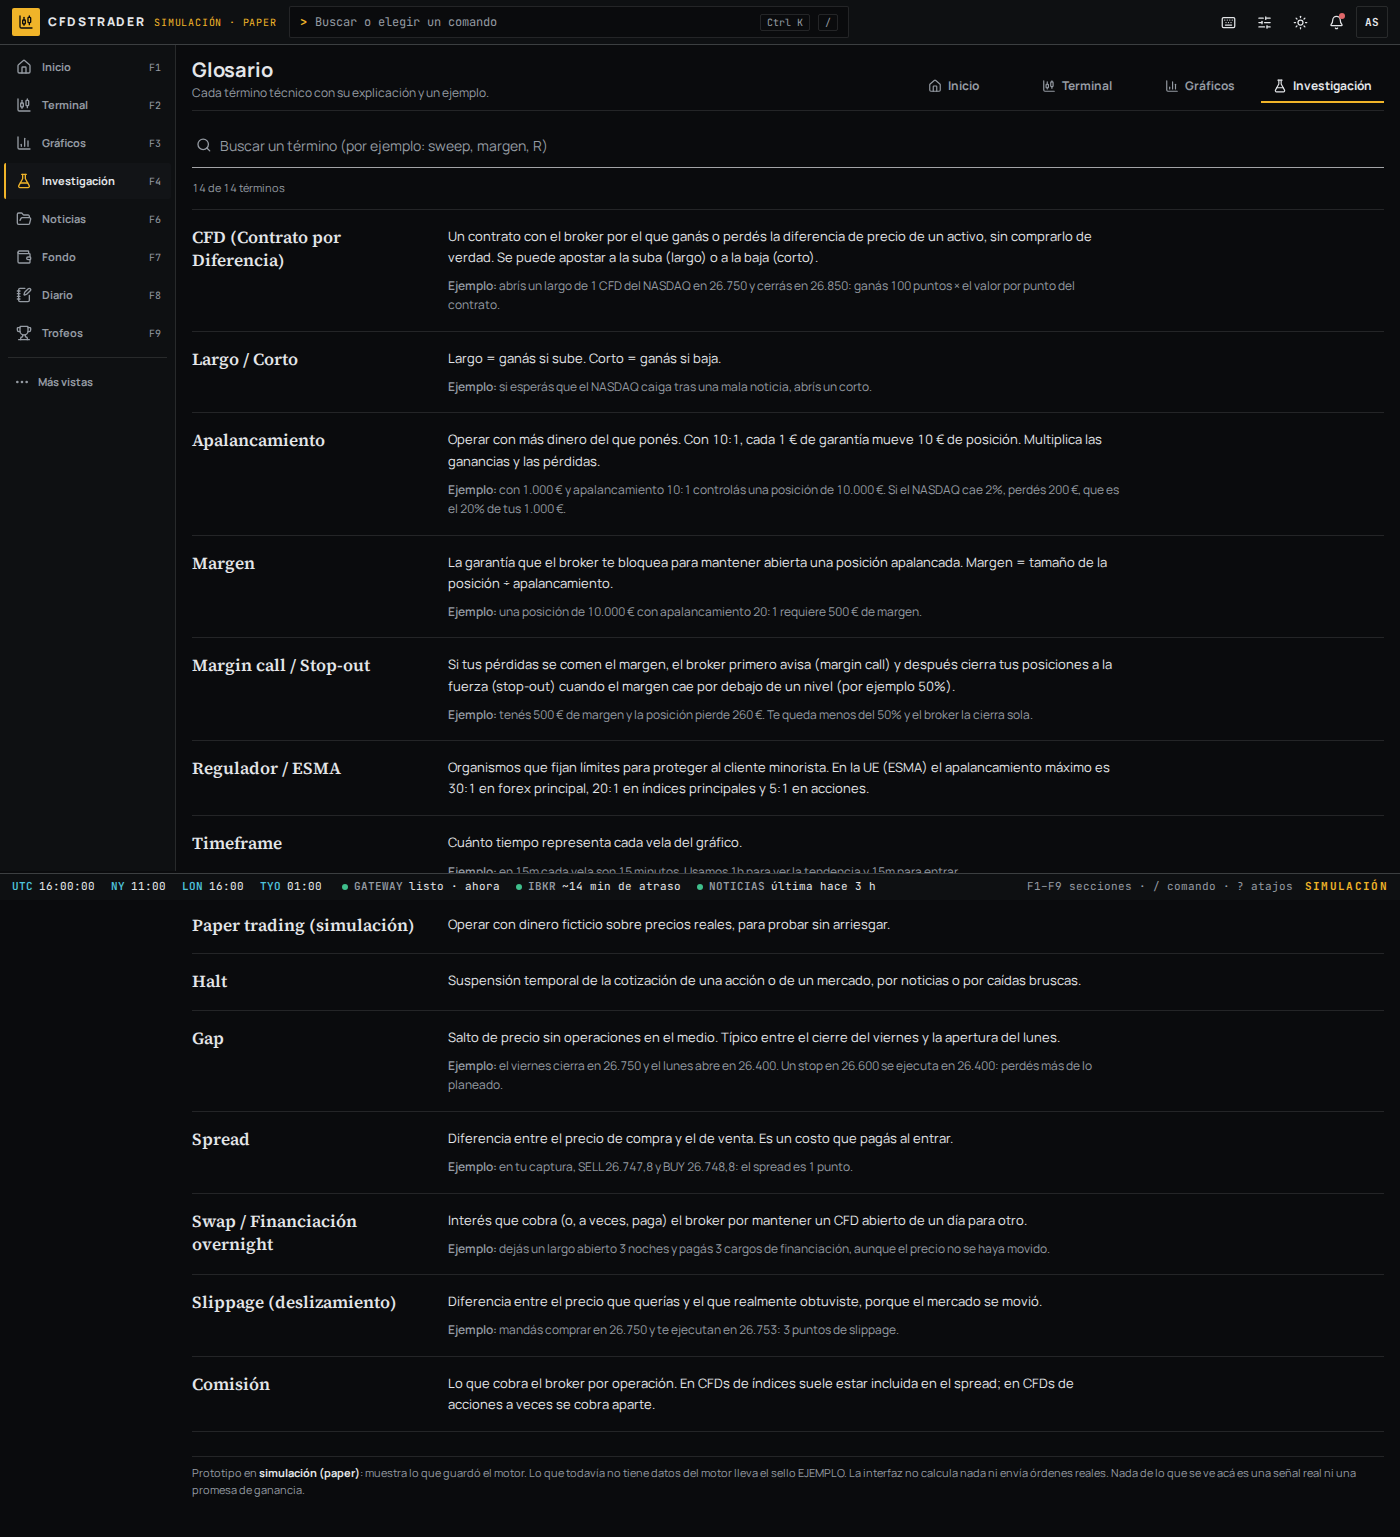 CFDSTRADER SIMULACIÓN · PAPER
> Buscar o elegir un comando
Ctrl K
/
AS
Inicio F1
Terminal F2
Gráficos F3
Investigación F4
Noticias F6
Fondo F7
Diario F8
Trofeos F9
Más vistas
Glosario
Cada término técnico con su explicación y un ejemplo.
Inicio
Terminal
Gráficos
Investigación
Buscar un término (por ejemplo: sweep, margen, R)
14 de 14 términos
CFD (Contrato por
Diferencia)
Un contrato con el broker por el que ganás o perdés la diferencia de precio de un activo, sin comprarlo de
verdad. Se puede apostar a la suba (largo) o a la baja (corto).
Ejemplo: abrís un largo de 1 CFD del NASDAQ en 26.750 y cerrás en 26.850: ganás 100 puntos × el valor por punto del
contrato.
Largo / Corto
Largo = ganás si sube. Corto = ganás si baja.
Ejemplo: si esperás que el NASDAQ caiga tras una mala noticia, abrís un corto.
Apalancamiento
Operar con más dinero del que ponés. Con 10:1, cada 1 € de garantía mueve 10 € de posición. Multiplica las
ganancias y las pérdidas.
Ejemplo: con 1.000 € y apalancamiento 10:1 controlás una posición de 10.000 €. Si el NASDAQ cae 2%, perdés 200 €, que es
el 20% de tus 1.000 €.
Margen
La garantía que el broker te bloquea para mantener abierta una posición apalancada. Margen = tamaño de la
posición ÷ apalancamiento.
Ejemplo: una posición de 10.000 € con apalancamiento 20:1 requiere 500 € de margen.
Margin call / Stop-out
Si tus pérdidas se comen el margen, el broker primero avisa (margin call) y después cierra tus posiciones a la
fuerza (stop-out) cuando el margen cae por debajo de un nivel (por ejemplo 50%).
Ejemplo: tenés 500 € de margen y la posición pierde 260 €. Te queda menos del 50% y el broker la cierra sola.
Regulador / ESMA
Organismos que fijan límites para proteger al cliente minorista. En la UE (ESMA) el apalancamiento máximo es
30:1 en forex principal, 20:1 en índices principales y 5:1 en acciones.
Timeframe
Cuánto tiempo representa cada vela del gráfico.
Ejemplo: en 15m cada vela son 15 minutos. Usamos 1h para ver la tendencia y 15m para entrar.
UTC 16:00:00 NY 11:00 LON 16:00 TYO 01:00 GATEWAY listo · ahora IBKR ~14 min de atraso NOTICIAS última hace 3 h
F1–F9 secciones · / comando · ? atajos SIMULACIÓN
Paper trading (simulación)
Operar con dinero ficticio sobre precios reales, para probar sin arriesgar.
Halt
Suspensión temporal de la cotización de una acción o de un mercado, por noticias o por caídas bruscas.
Gap
Salto de precio sin operaciones en el medio. Típico entre el cierre del viernes y la apertura del lunes.
Ejemplo: el viernes cierra en 26.750 y el lunes abre en 26.400. Un stop en 26.600 se ejecuta en 26.400: perdés más de lo
planeado.
Spread
Diferencia entre el precio de compra y el de venta. Es un costo que pagás al entrar.
Ejemplo: en tu captura, SELL 26.747,8 y BUY 26.748,8: el spread es 1 punto.
Swap / Financiación
overnight
Interés que cobra (o, a veces, paga) el broker por mantener un CFD abierto de un día para otro.
Ejemplo: dejás un largo abierto 3 noches y pagás 3 cargos de financiación, aunque el precio no se haya movido.
Slippage (deslizamiento)
Diferencia entre el precio que querías y el que realmente obtuviste, porque el mercado se movió.
Ejemplo: mandás comprar en 26.750 y te ejecutan en 26.753: 3 puntos de slippage.
Comisión
Lo que cobra el broker por operación. En CFDs de índices suele estar incluida en el spread; en CFDs de
acciones a veces se cobra aparte.
Prototipo en simulación (paper): muestra lo que guardó el motor. Lo que todavía no tiene datos del motor lleva el sello EJEMPLO. La interfaz no calcula nada ni envía órdenes reales. Nada de lo que se ve acá es una señal real ni una
promesa de ganancia.